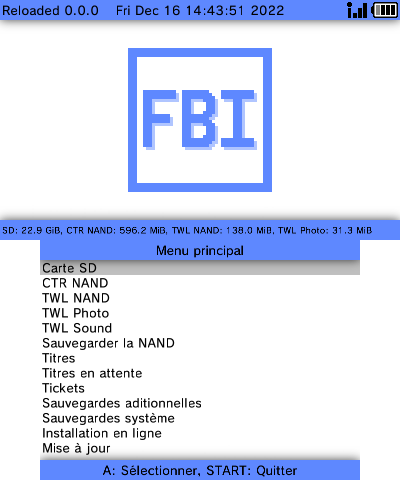 Reloaded 0.0.0 Fri Dec 16 14:43:51 2022
FBI
SD: 22.9 GiB, CTR NAND: 596.2 MiB, TWL NAND: 138.0 MiB, TWL Photo: 31.3 MiB
Menu principal
Carte SD
CTR NAND
TWL NAND
TWL Photo
TWL Sound
Sauvegarder la NAND
Titres
Titres en attente
Tickets
Sauvegardes aditionnelles
Sauvegardes système
Installation en ligne
Mise à jour
A: Sélectionner, START: Quitter